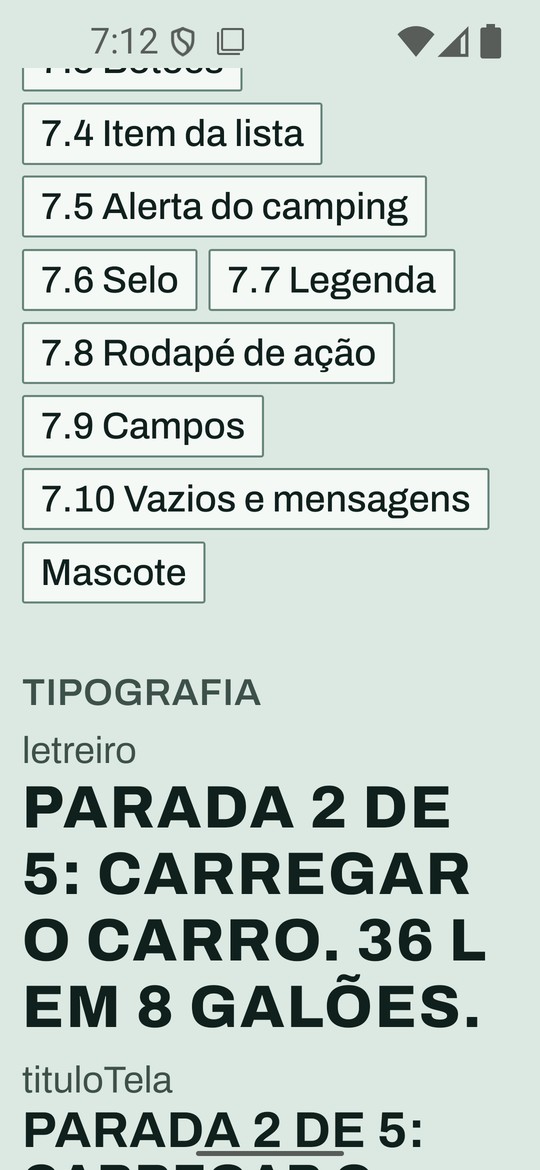 7:12
7.4 Item da lista
7.5 Alerta do camping
7.6 Selo
7.7 Legenda
7.8 Rodapé de ação
7.9 Campos
7.10 Vazios e mensagens
Mascote
TIPOGRAFIA
letreiro
PARADA 2 DE
5: CARREGAR
O CARRO. 36 L
EM 8 GALÕES.
tituloTela
PARADA 2 DE 5: